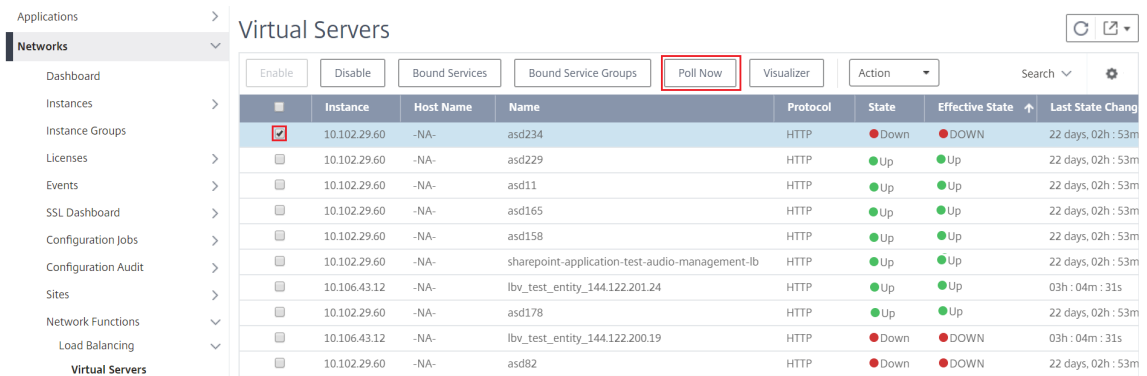 Applications
Networks
Dashboard
Instances
Instance Groups
Licenses
Events
SSL Dashboard
Configuration Jobs
Configuration Audit
Sites
Network Functions
Load Balancing
Virtual Servers
Virtual Servers
Enable Disable Bound Services Bound Service Groups Poll Now Visualizer Action Search
Instance Host Name Name Protocol State Effective State Last State Chang
10.102.29.60 -NA- asd234 HTTP Down DOWN 22 days, 02h : 53m
10.102.29.60 -NA- asd229 HTTP Up Up 22 days, 02h : 53m
10.102.29.60 -NA- asd11 HTTP Up Up 22 days, 02h : 53m
10.102.29.60 -NA- asd165 HTTP Up Up 22 days, 02h : 53m
10.102.29.60 -NA- asd158 HTTP Up Up 22 days, 02h : 53m
10.102.29.60 -NA- sharepoint-application-test-audio-management-lb HTTP Up Up 22 days, 02h : 53m
10.106.43.12 -NA- lbv_test_entity_144.122.201.24 HTTP Up Up 03h : 04m : 31s
10.102.29.60 -NA- asd178 HTTP Up Up 22 days, 02h : 53m
10.106.43.12 -NA- lbv_test_entity_144.122.200.19 HTTP Down DOWN 03h : 04m : 31s
10.102.29.60 -NA- asd82 HTTP Down DOWN 22 days, 02h : 53m